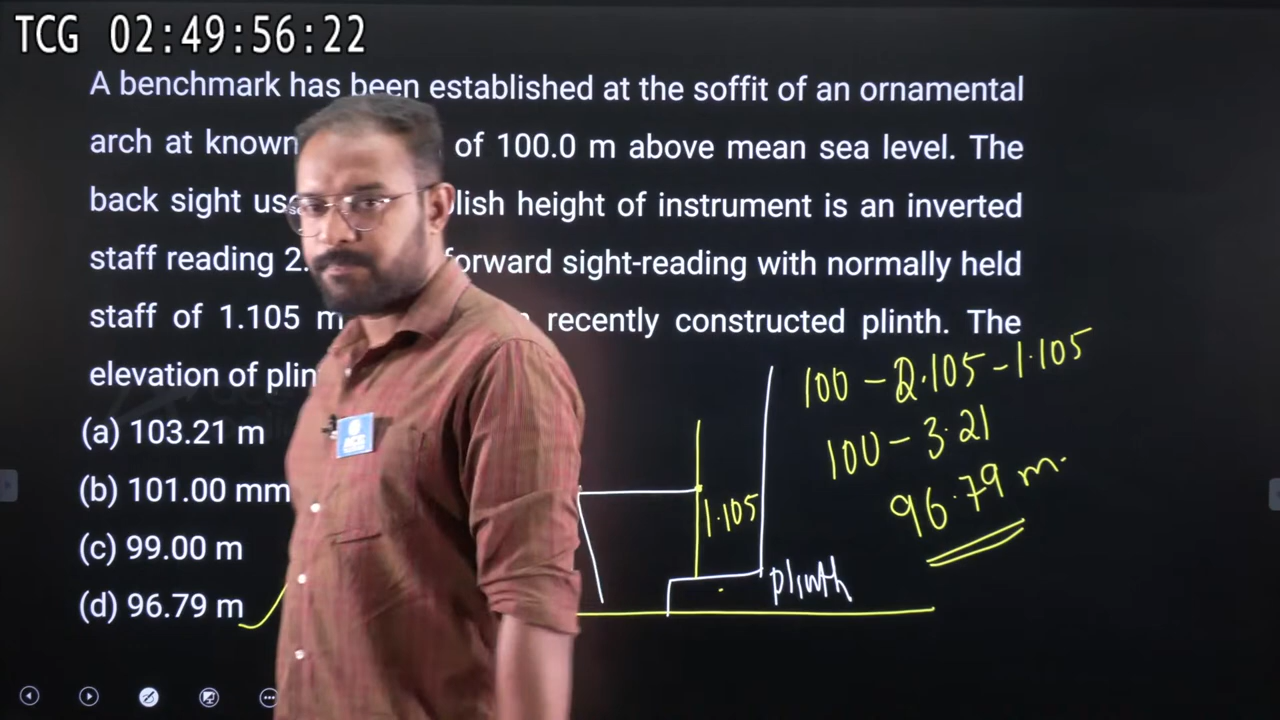 TCG 02:49:56:22
A benchmark has been established at the soffit of an ornamental
arch at known of 100.0 m above mean sea level. The
back sight height of instrument is an inverted
staff reading 2. forward sight-reading with normally held
staff of 1.105 m recently constructed plinth. The
elevation of
(a) 103.21 m
(b) 101.00 mm
(c) 99.00 m
(d) 96.79 m
100 - 2.105 - 1.105
100 - 3.21
96.79 m.
1.105
plinth
ACE